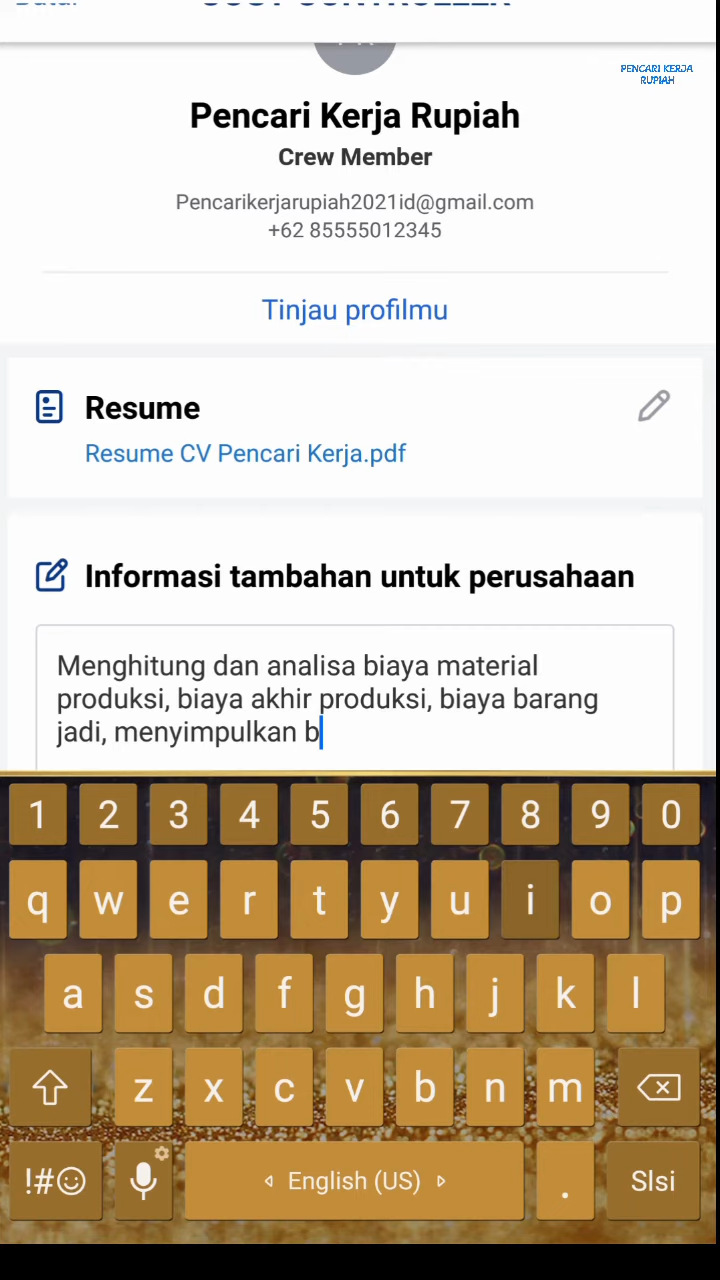 PENCARI KERJA
RUPIAH
Pencari Kerja Rupiah
Crew Member
Pencarikerjarupiah2021id@gmail.com
+62 85555012345
Tinjau profilmu
Resume
Resume CV Pencari Kerja.pdf
Informasi tambahan untuk perusahaan
Menghitung dan analisa biaya material
produksi, biaya akhir produksi, biaya barang
jadi, menyimpulkan b
1 2 3 4 5 6 7 8 9 0
q w e r t y u i o p
a s d f g h j k l
z x c v b n m
!#☺ English (US) . Slsi